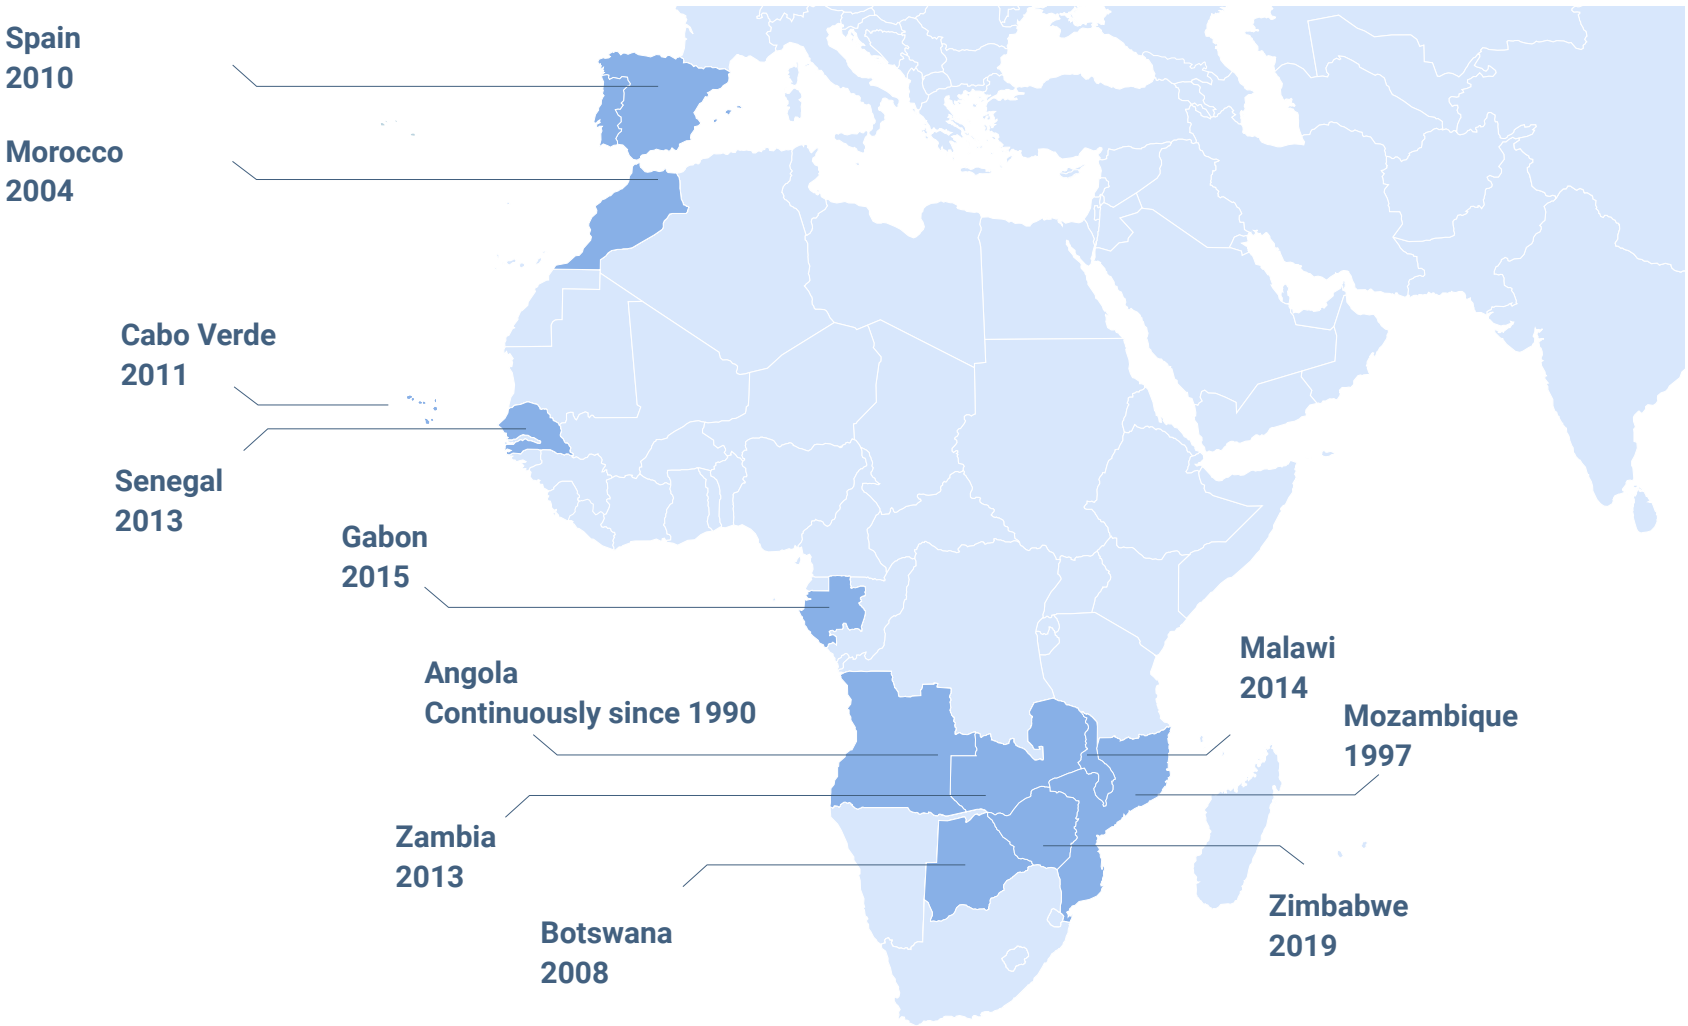 Spain
2010
Morocco
2004
Cabo Verde
2011
Senegal
2013
Gabon
2015
Angola
Continuously since 1990
Malawi
2014
Mozambique
1997
Zambia
2013
Botswana
2008
Zimbabwe
2019